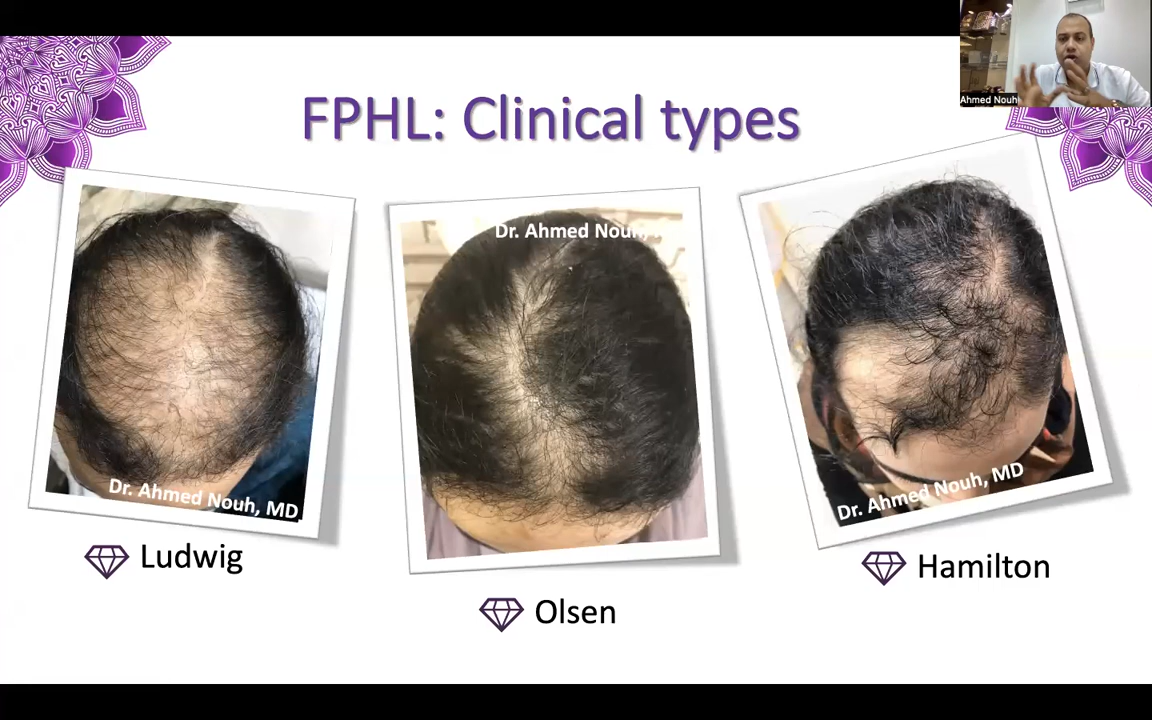 Ahmed Nouh
FPHL: Clinical types
Dr. Ahmed Nouh,
Dr. Ahmed Nouh, MD
Dr. Ahmed Nouh, MD
Ludwig
Olsen
Hamilton